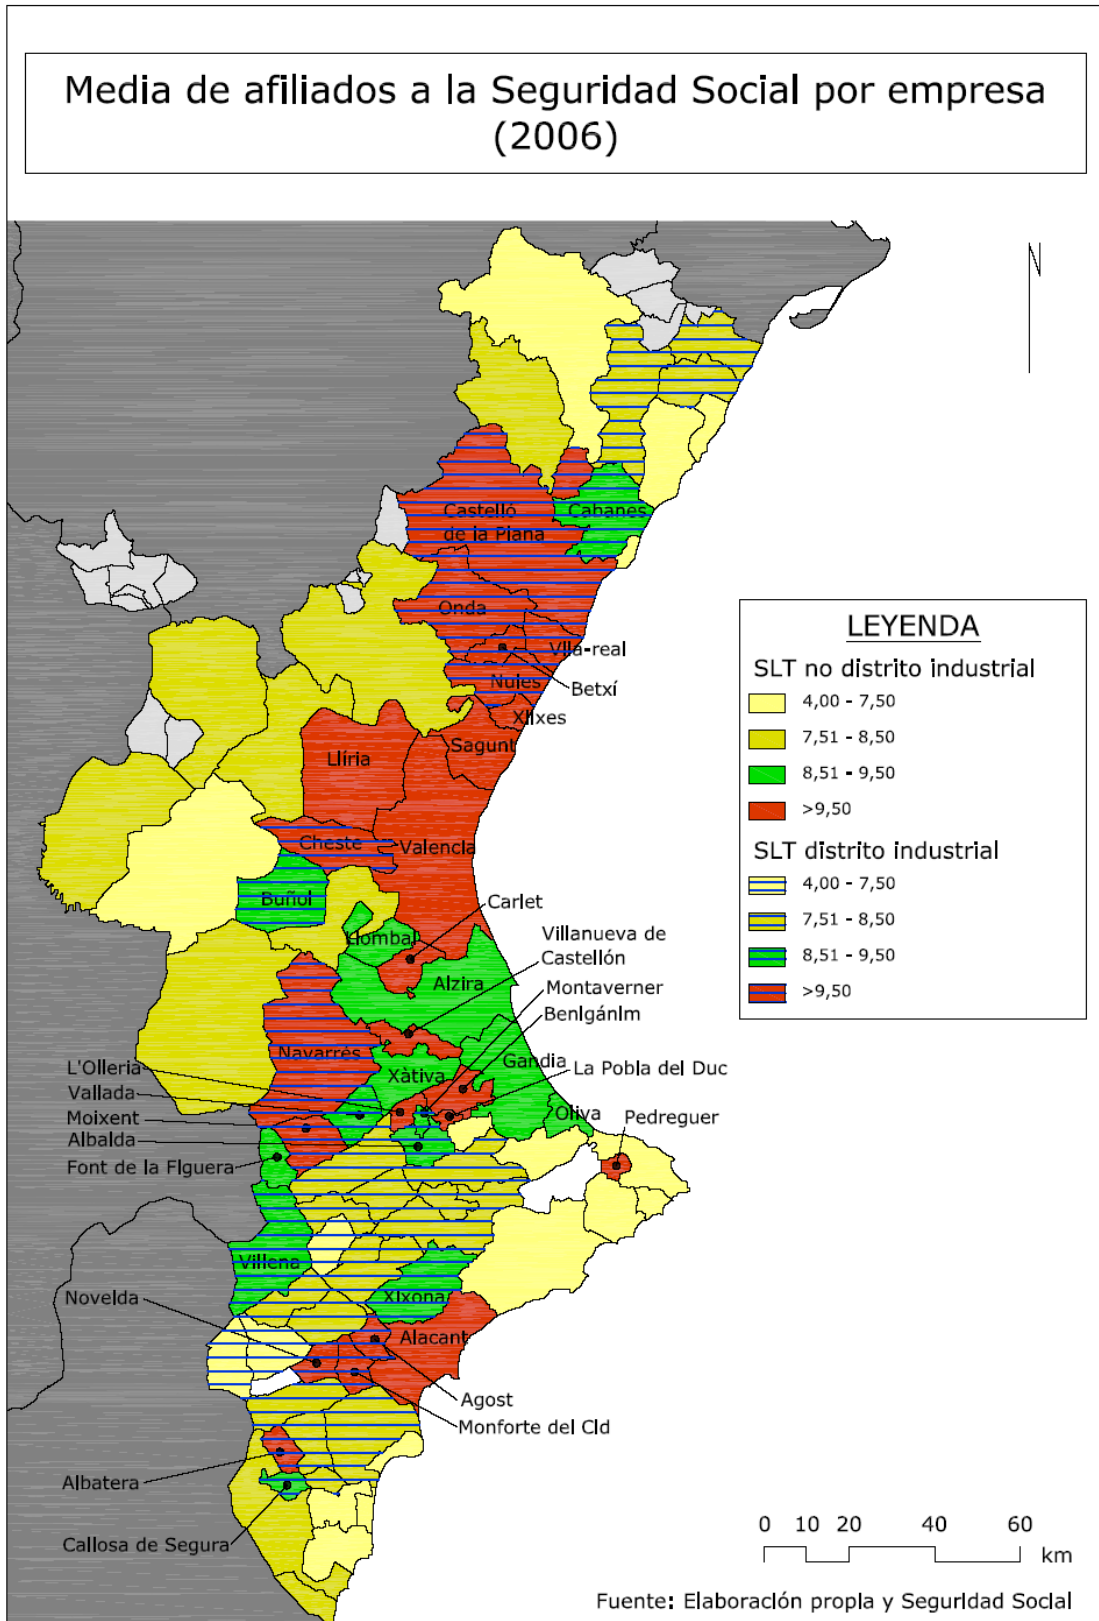 Media de afiliados a la Seguridad Social por empresa
(2006)
N
Cabanes
Castelló
de la Plana
Onda
Vila-real
Betxí
Nules
Xilxes
Sagunt
Llíria
Cheste
Valencia
Buñol
Carlet
Llombai
Villanueva de
Castellón
Alzira
Montaverner
Benigánim
Navarrés
Gandia
L'Olleria
Xàtiva
La Pobla del Duc
Vallada
Oliva
Pedreguer
Moixent
Albaida
Font de la Figuera
Villena
Novelda
Xixona
Alacant
Agost
Monforte del Cid
Albatera
Callosa de Segura
LEYENDA
SLT no distrito industrial
4,00 - 7,50
7,51 - 8,50
8,51 - 9,50
>9,50
SLT distrito industrial
4,00 - 7,50
7,51 - 8,50
8,51 - 9,50
>9,50
0 10 20 40 60
km
Fuente: Elaboración propia y Seguridad Social